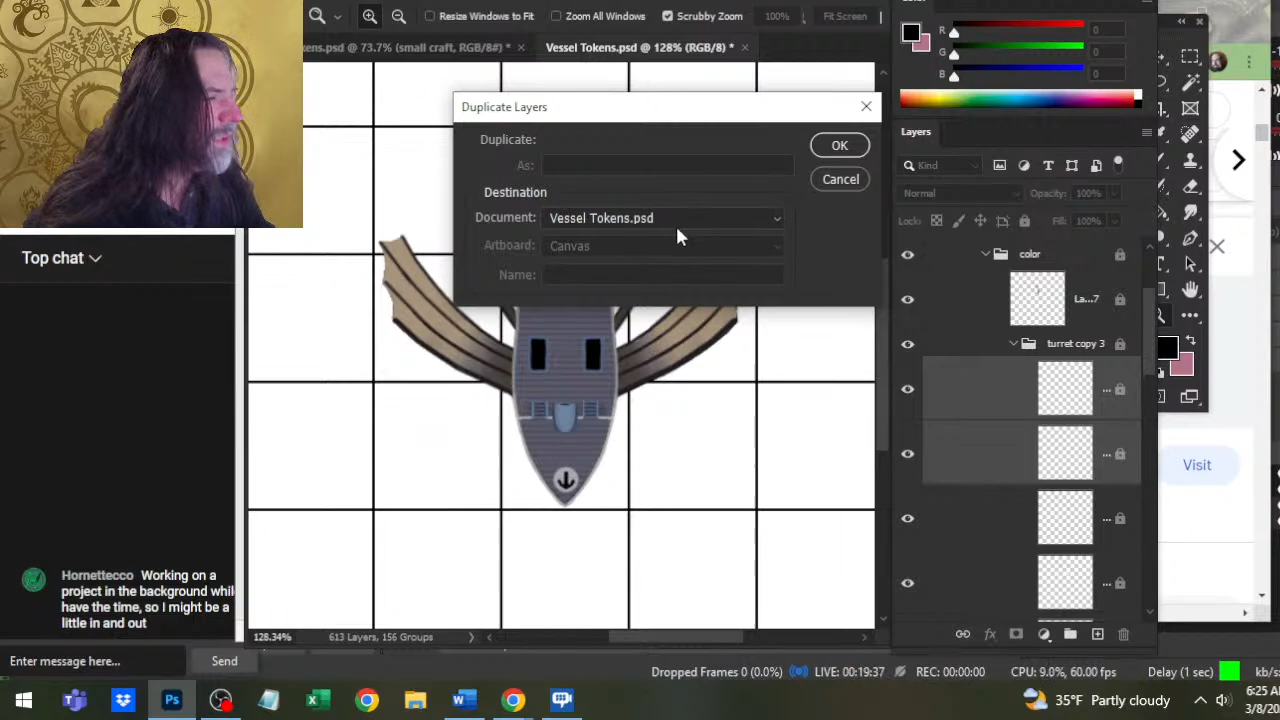 Resize Windows to Fit
Zoom All Windows
Scrubby Zoom
100%
Fit Screen
kens.psd @ 73.7% (small craft, RGB/8#) *
Vessel Tokens.psd @ 128% (RGB/8) *
R
0
G
0
B
0
Duplicate Layers
Duplicate:
As:
OK
Cancel
Destination
Document:
Vessel Tokens.psd
Artboard:
Canvas
Name:
Layers
Kind
Normal
Opacity:
100%
Lock:
Fill:
100%
color
La...7
turret copy 3
...
...
...
...
Visit
Top chat
Hornettecco Working on a
project in the background whil
have the time, so I might be a
little in and out
Enter message here...
Send
128.34%
613 Layers, 156 Groups
fx
Dropped Frames 0 (0.0%)
LIVE: 00:19:37
REC: 00:00:00
CPU: 9.0%, 60.00 fps
Delay (1 sec)
kb/s
Ps
35°F Partly cloudy
6:25 A
3/8/20